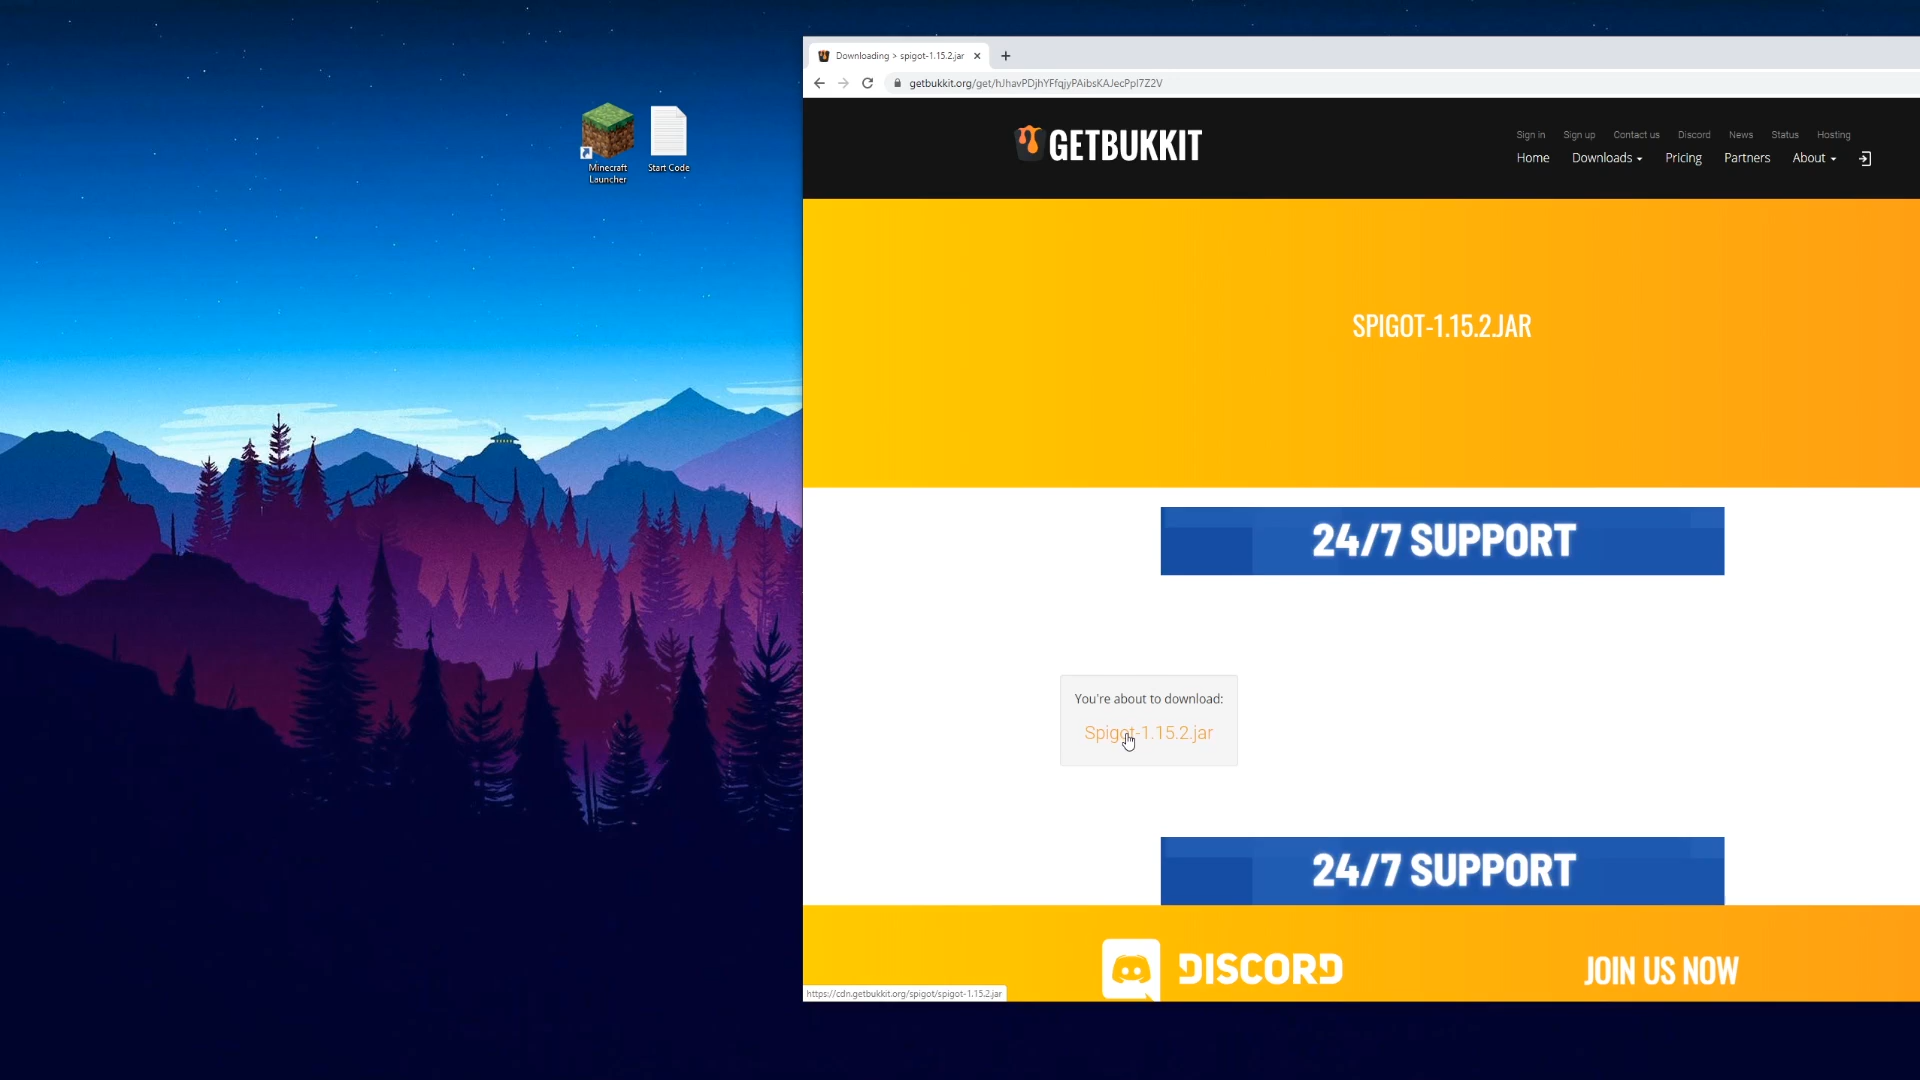 Minecraft
Launcher
Start Code
Downloading > spigot-1.15.2.jar
getbukkit.org/get/hJhavPDjhYFfqjyPAibsKAJecPpI7Z2V
GETBUKKIT
Sign in
Sign up
Contact us
Discord
News
Status
Hosting
Home
Downloads
Pricing
Partners
About
SPIGOT-1.15.2.JAR
24/7 SUPPORT
You're about to download:
Spigot-1.15.2.jar
24/7 SUPPORT
DISCORD
JOIN US NOW
https://cdn.getbukkit.org/spigot/spigot-1.15.2.jar